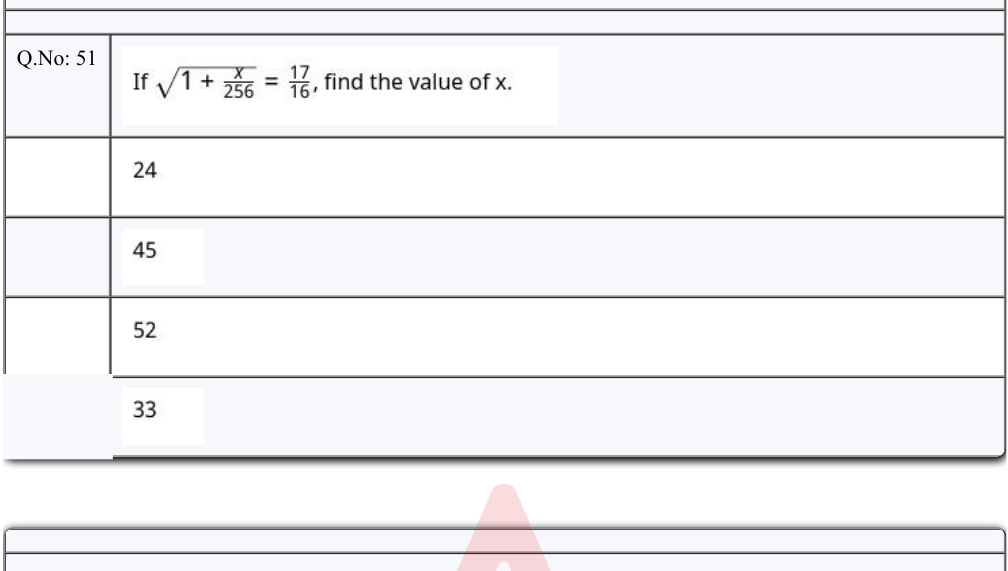 Q.No: 51
If √(1 + x/256) = 17/16, find the value of x.
24
45
52
33
A